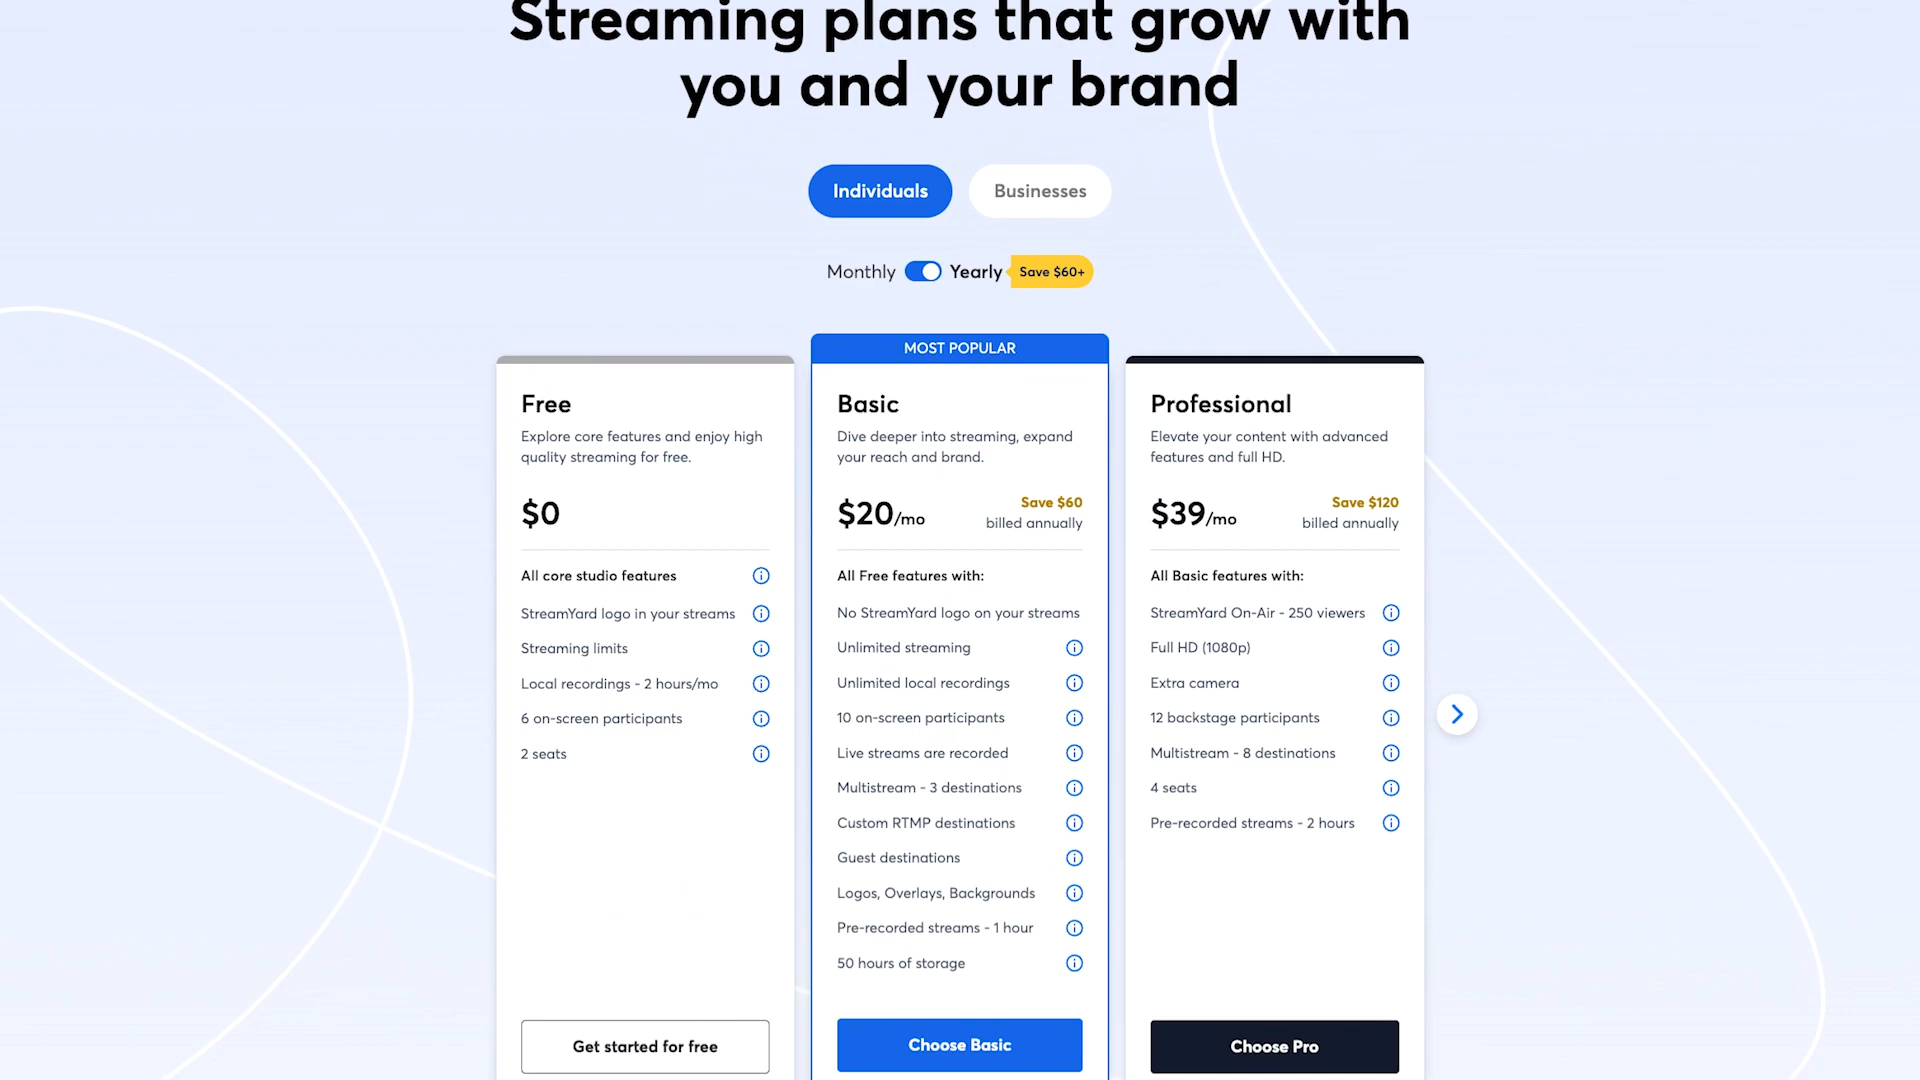 Streaming plans that grow with
you and your brand
Individuals
Businesses
Monthly
Yearly
Save $60+
Free
Explore core features and enjoy high
quality streaming for free.
$0
All core studio features
StreamYard logo in your streams
Streaming limits
Local recordings - 2 hours/mo
6 on-screen participants
2 seats
Get started for free
MOST POPULAR
Basic
Dive deeper into streaming, expand
your reach and brand.
$20/mo
Save $60
billed annually
All Free features with:
No StreamYard logo on your streams
Unlimited streaming
Unlimited local recordings
10 on-screen participants
Live streams are recorded
Multistream - 3 destinations
Custom RTMP destinations
Guest destinations
Logos, Overlays, Backgrounds
Pre-recorded streams - 1 hour
50 hours of storage
Choose Basic
Professional
Elevate your content with advanced
features and full HD.
$39/mo
Save $120
billed annually
All Basic features with:
StreamYard On-Air - 250 viewers
Full HD (1080p)
Extra camera
12 backstage participants
Multistream - 8 destinations
4 seats
Pre-recorded streams - 2 hours
Choose Pro